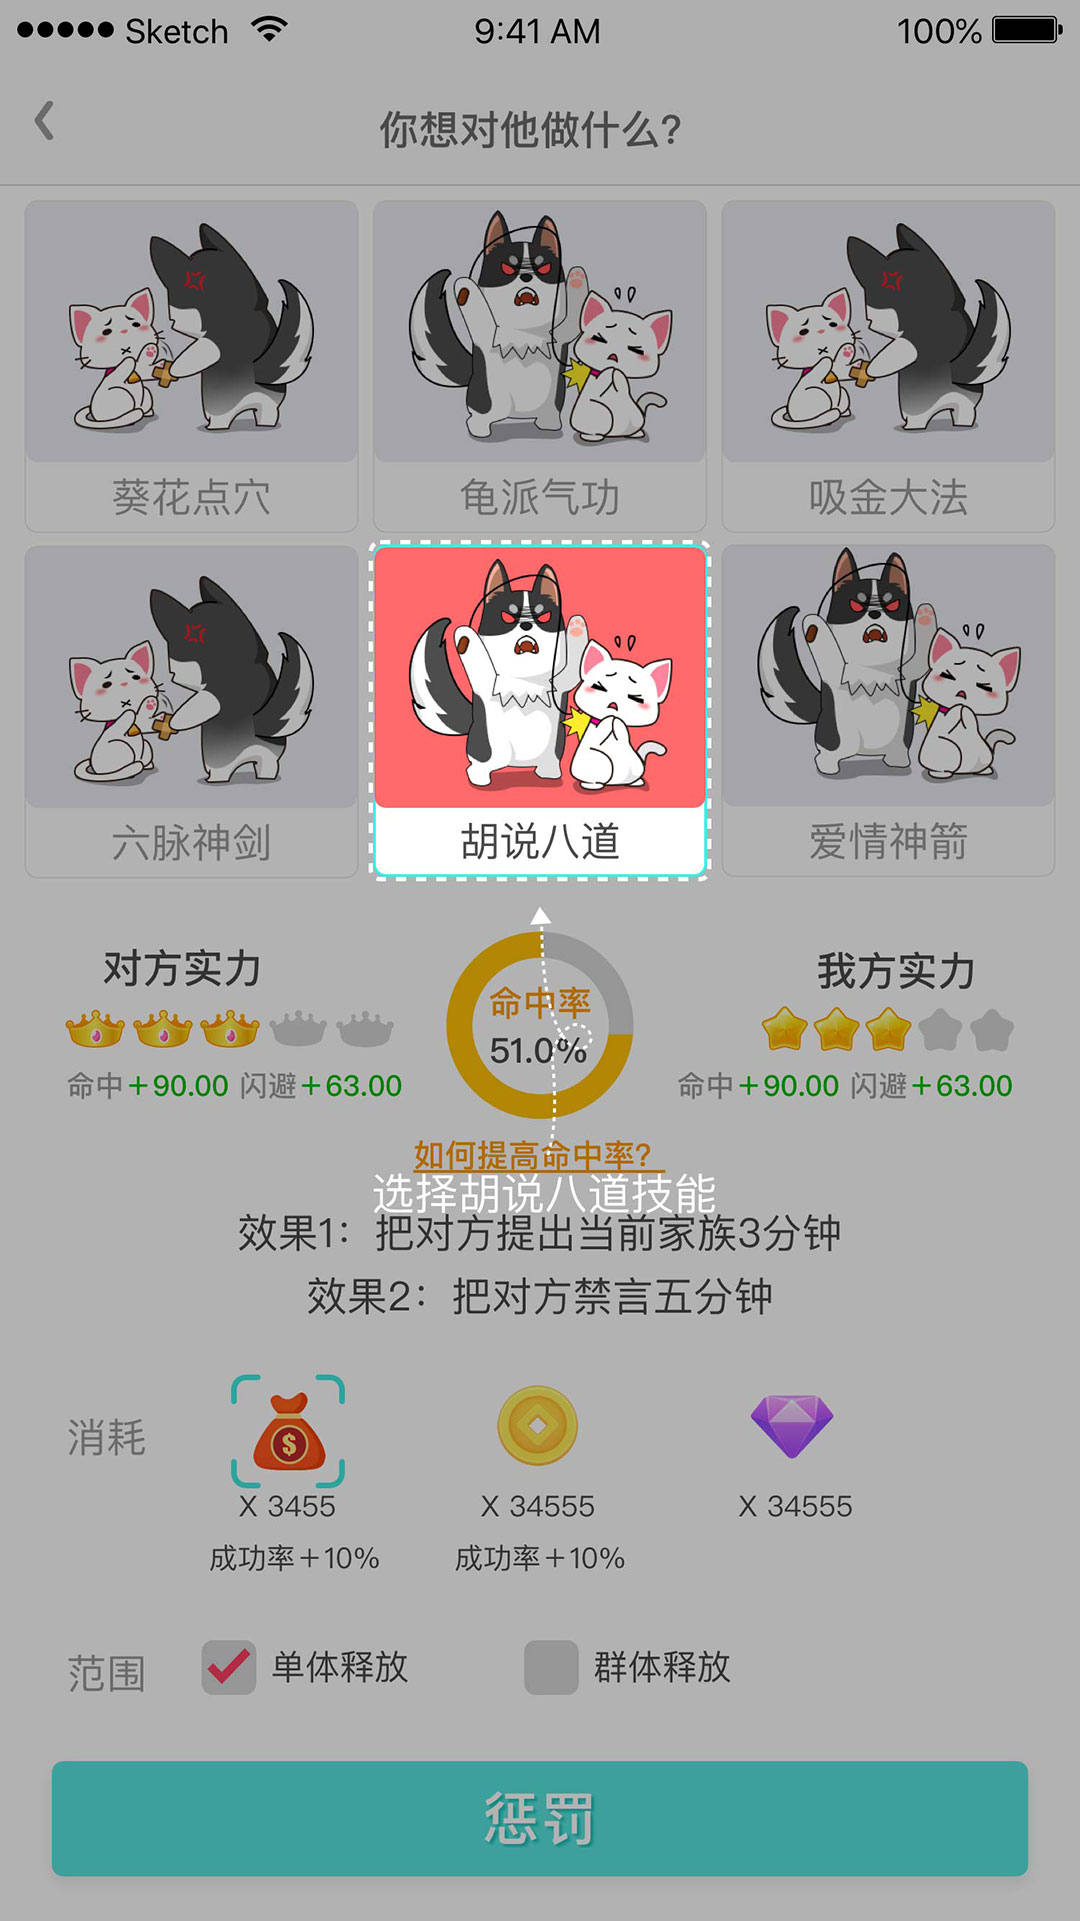 Sketch 9:41 AM 100%
你想对他做什么?
葵花点穴 龟派气功 吸金大法
六脉神剑 胡说八道 爱情神箭
对方实力 命中率 我方实力
51.0%
命中+90.00 闪避+63.00 命中+90.00 闪避+63.00
如何提高命中率?
选择胡说八道技能
效果1：把对方提出当前家族3分钟
效果2：把对方禁言五分钟
消耗
$
X 3455 X 34555 X 34555
成功率+10% 成功率+10%
范围 单体释放 群体释放
惩罚